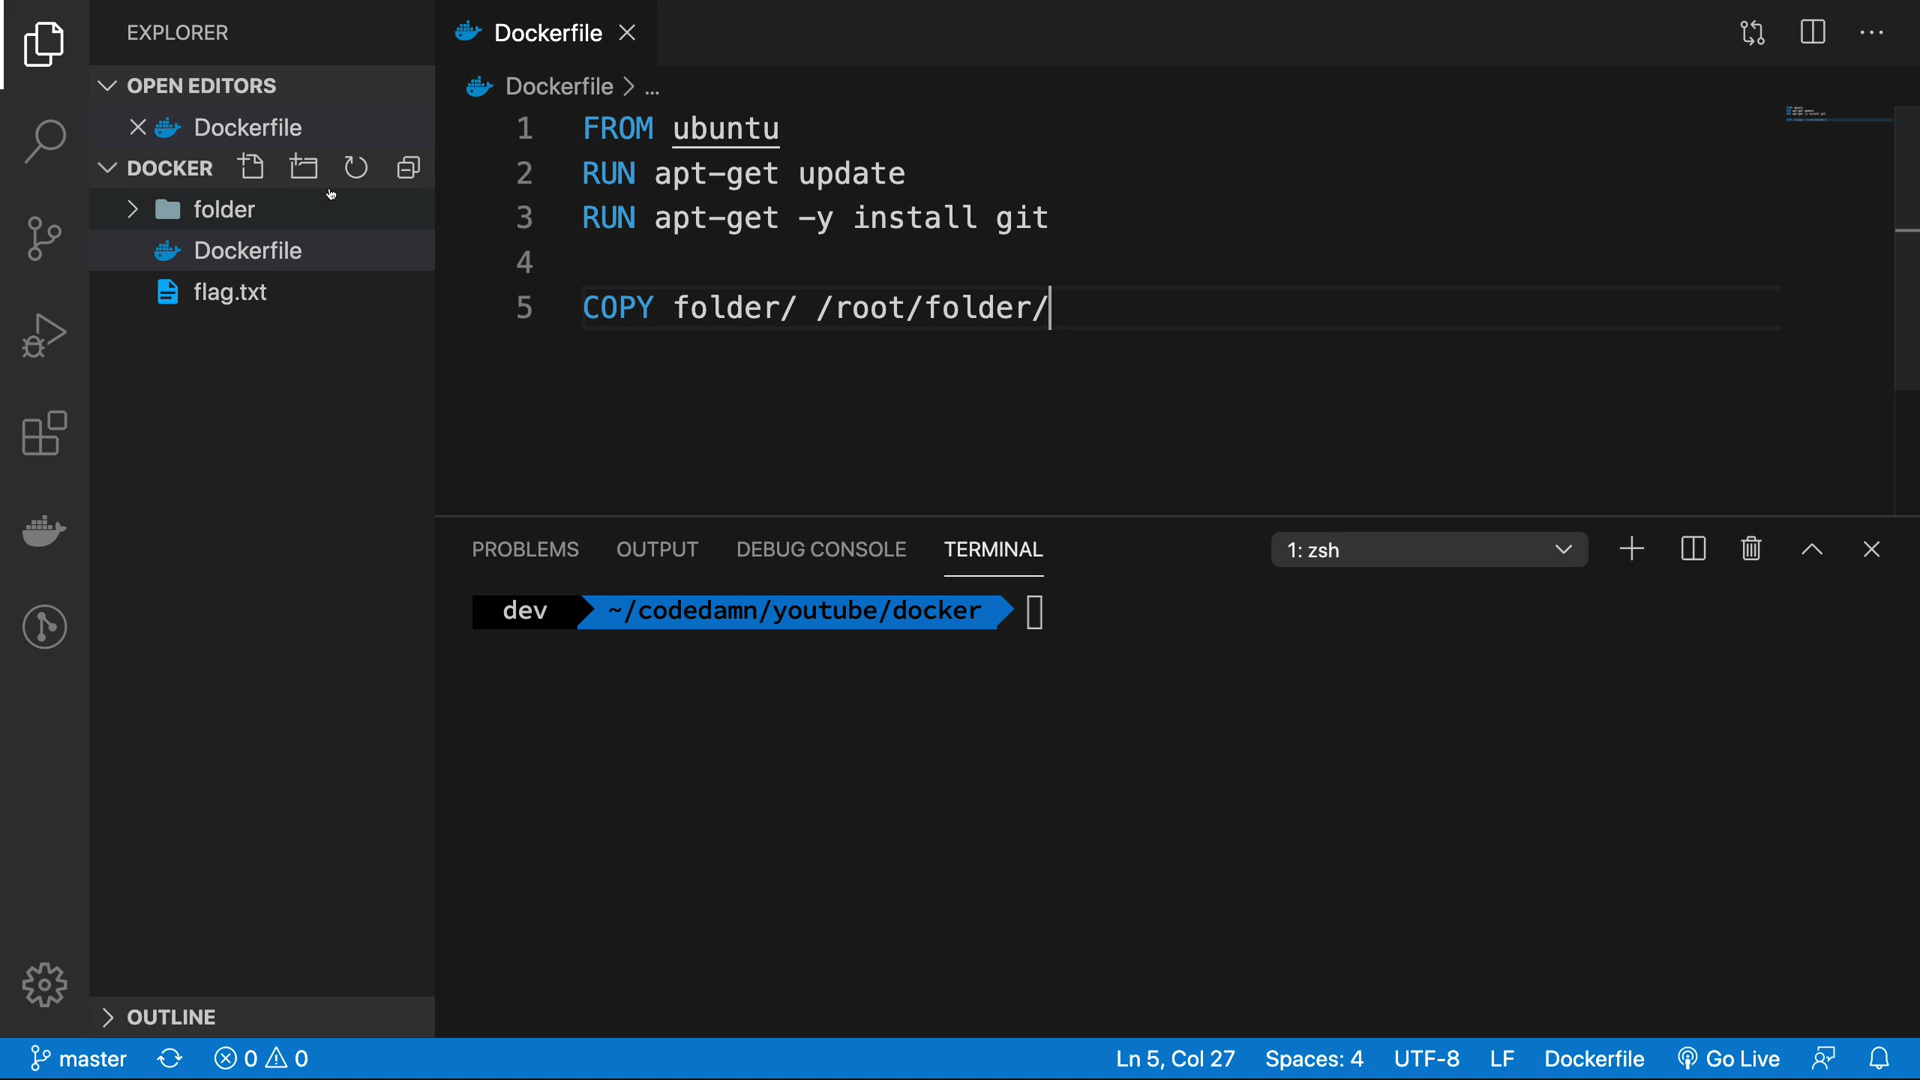 EXPLORER
OPEN EDITORS
Dockerfile
DOCKER
folder
Dockerfile
flag.txt
OUTLINE
Dockerfile
Dockerfile > ...
1 FROM ubuntu
2 RUN apt-get update
3 RUN apt-get -y install git
4
5 COPY folder/ /root/folder/
PROBLEMS OUTPUT DEBUG CONSOLE TERMINAL 1: zsh
dev ~/codedamn/youtube/docker
master 0 0 Ln 5, Col 27 Spaces: 4 UTF-8 LF Dockerfile Go Live